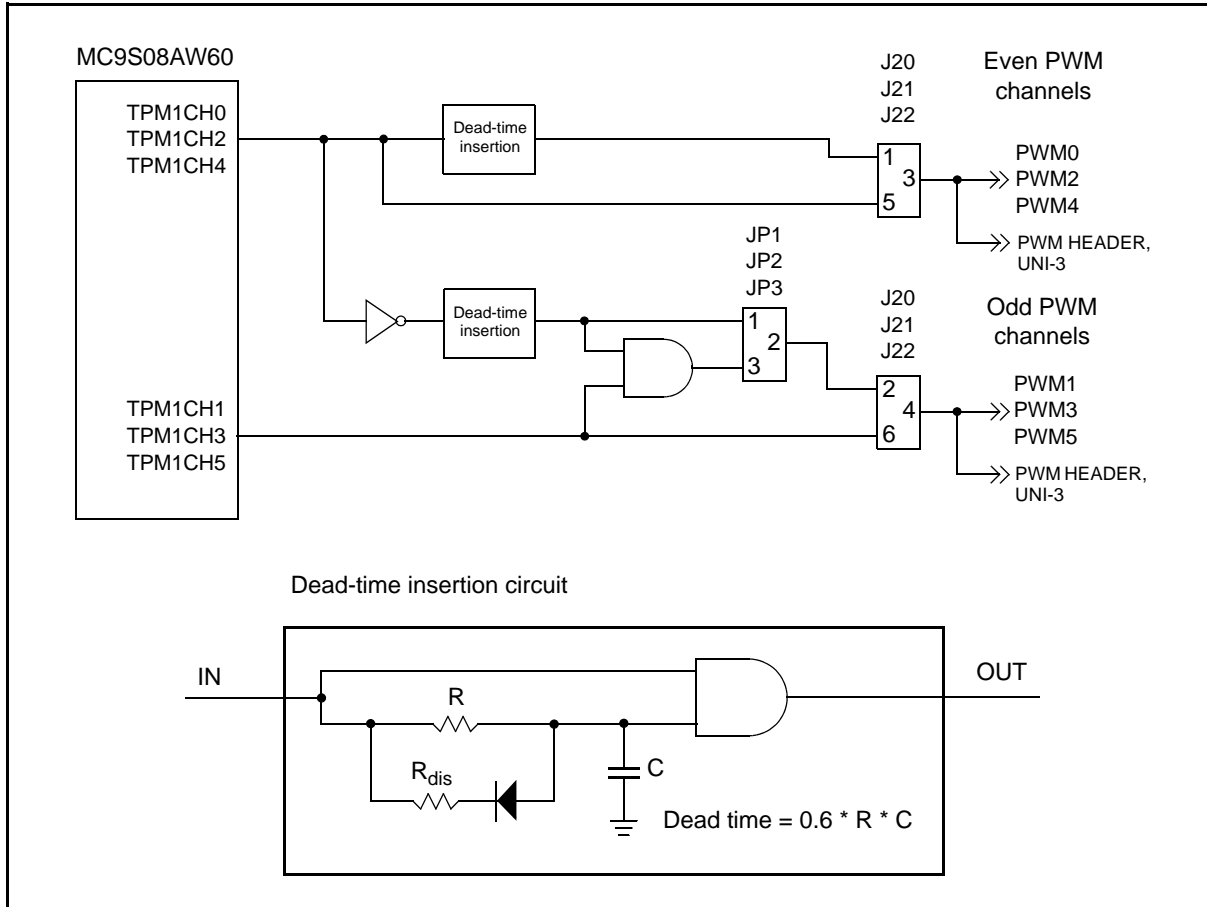 MC9S08AW60
TPM1CH0
TPM1CH2
TPM1CH4
Dead-time
insertion
J20
J21
J22
1
3
5
Even PWM
channels
PWM0
PWM2
PWM4
PWM HEADER,
UNI-3
Dead-time
insertion
JP1
JP2
JP3
1
2
3
J20
J21
J22
2
4
6
Odd PWM
channels
PWM1
PWM3
PWM5
PWM HEADER,
UNI-3
TPM1CH1
TPM1CH3
TPM1CH5
Dead-time insertion circuit
IN
OUT
R
Rdis
C
Dead time = 0.6 * R * C